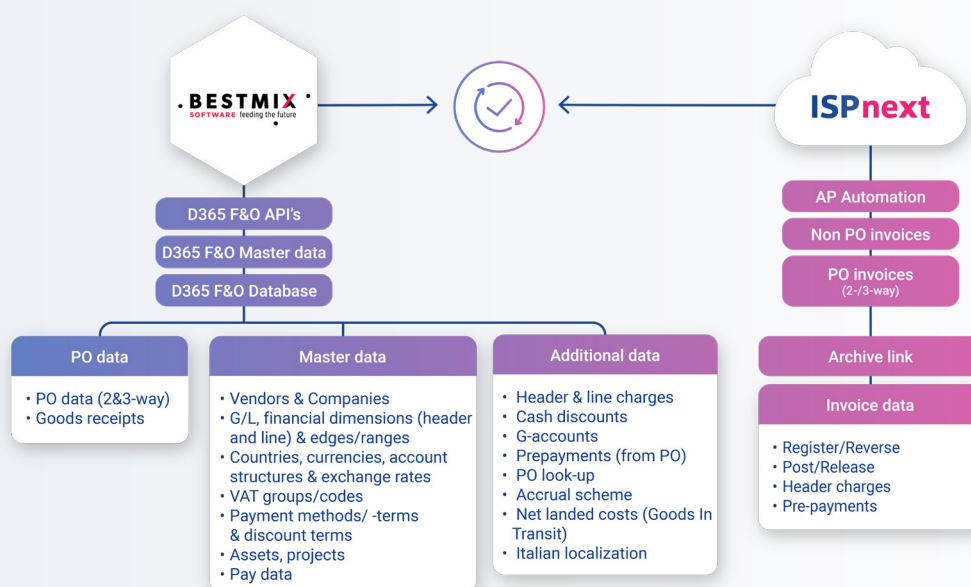 BESTMIX
SOFTWARE feeding the future
ISPnext
D365 F&O API's
D365 F&O Master data
D365 F&O Database
AP Automation
Non PO invoices
PO invoices
(2-/3-way)
PO data
• PO data (2&3-way)
• Goods receipts
Master data
• Vendors & Companies
• G/L, financial dimensions (header
and line) & edges/ranges
• Countries, currencies, account
structures & exchange rates
• VAT groups/codes
• Payment methods/ -terms
& discount terms
• Assets, projects
• Pay data
Additional data
• Header & line charges
• Cash discounts
• G-accounts
• Prepayments (from PO)
• PO look-up
• Accrual scheme
• Net landed costs (Goods In
Transit)
• Italian localization
Archive link
Invoice data
• Register/Reverse
• Post/Release
• Header charges
• Pre-payments